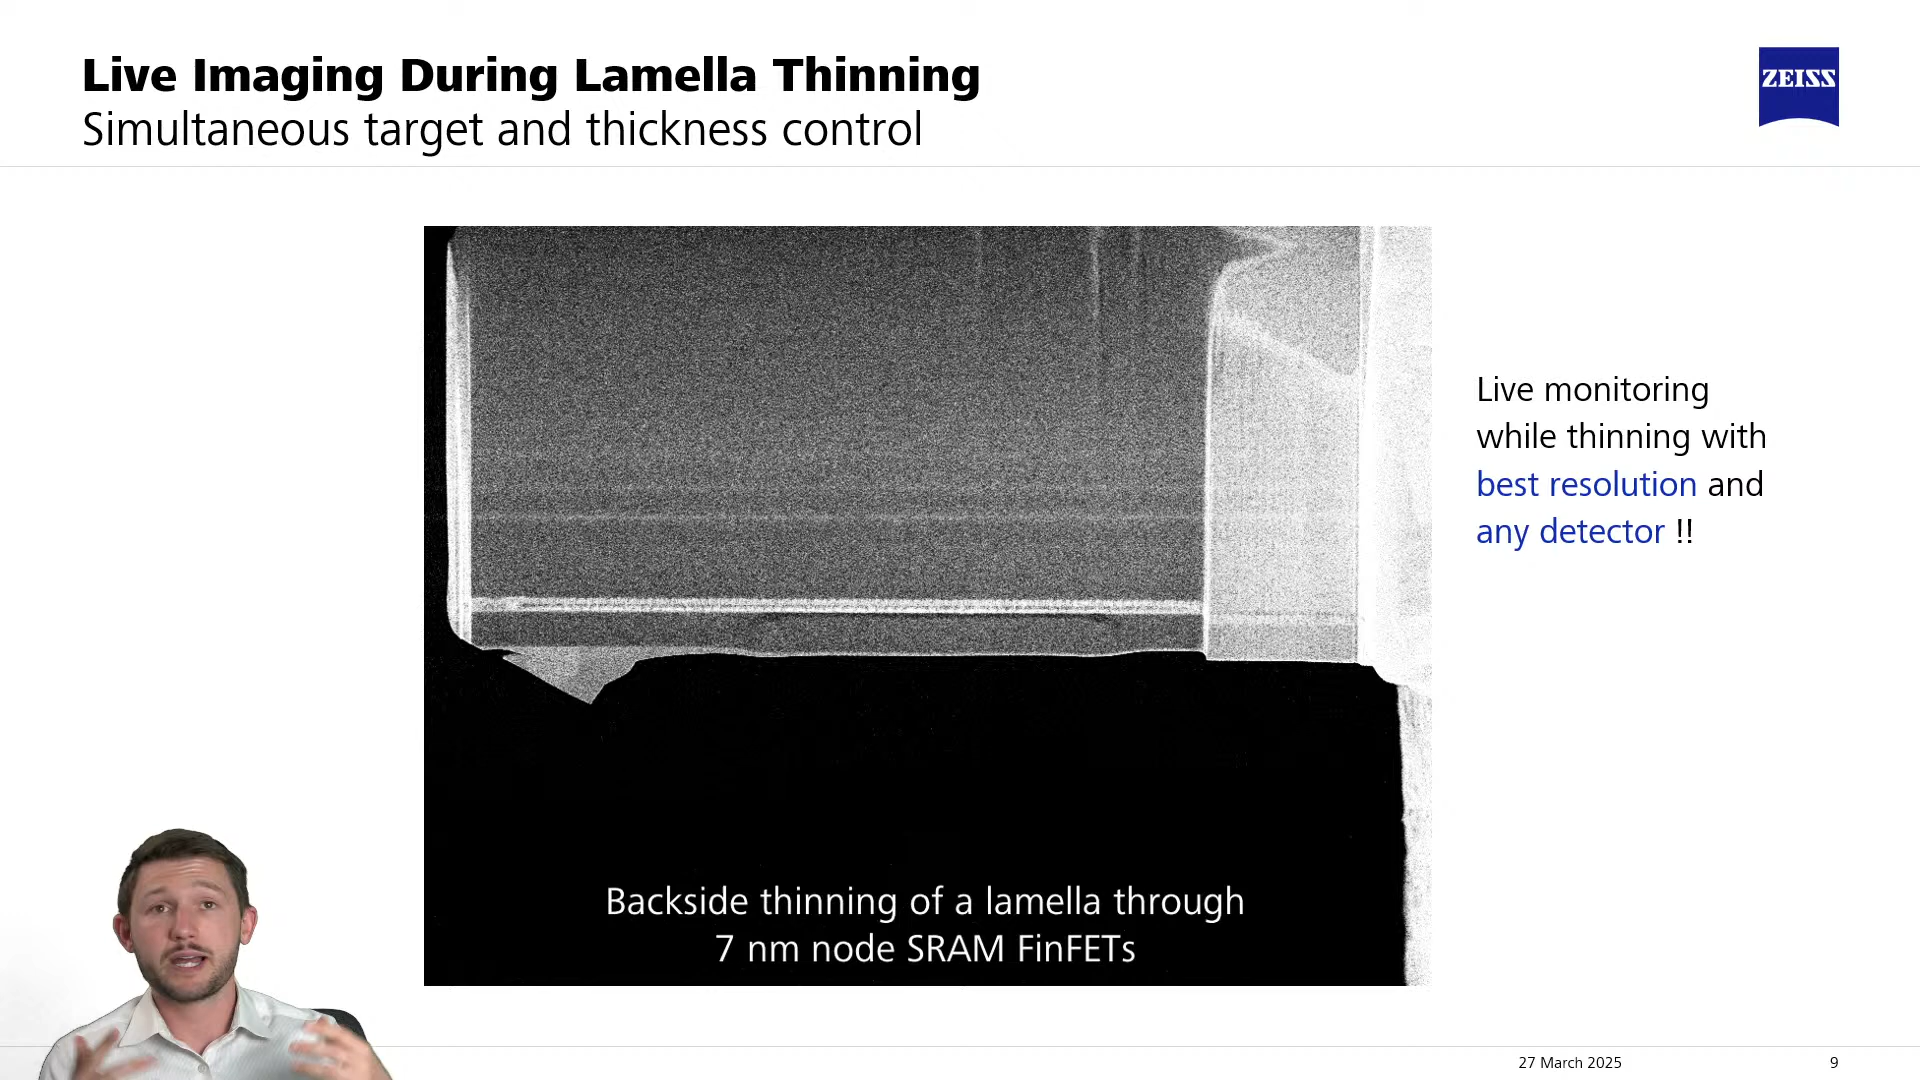 Live Imaging During Lamella Thinning
Simultaneous target and thickness control
ZEISS
Live monitoring
while thinning with
best resolution and
any detector !!
Backside thinning of a lamella through
7 nm node SRAM FinFETs
27 March 2025
9